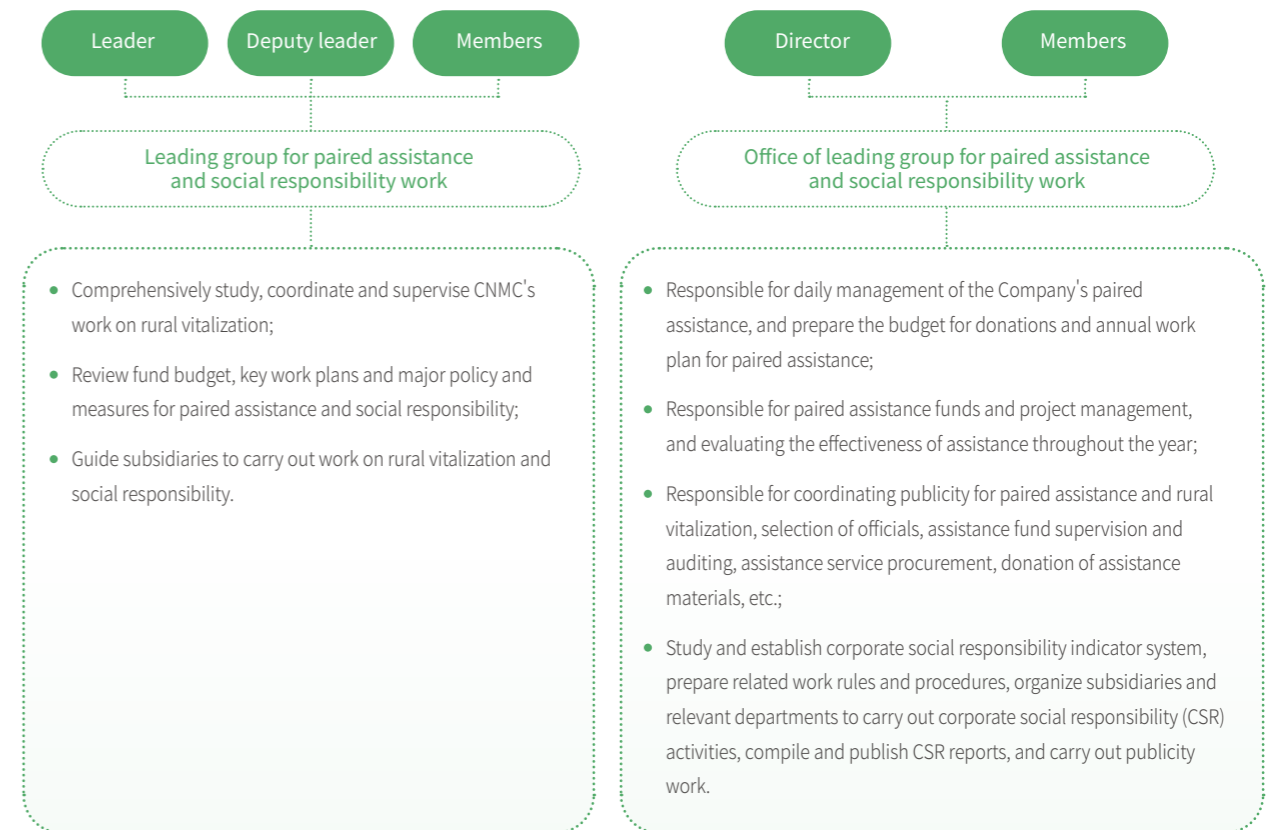 Leader
Deputy leader
Members
Leading group for paired assistance
and social responsibility work
Comprehensively study, coordinate and supervise CNMC's
work on rural vitalization;
Review fund budget, key work plans and major policy and
measures for paired assistance and social responsibility;
Guide subsidiaries to carry out work on rural vitalization and
social responsibility.
Director
Members
Office of leading group for paired assistance
and social responsibility work
Responsible for daily management of the Company's paired
assistance, and prepare the budget for donations and annual work
plan for paired assistance;
Responsible for paired assistance funds and project management,
and evaluating the effectiveness of assistance throughout the year;
Responsible for coordinating publicity for paired assistance and rural
vitalization, selection of officials, assistance fund supervision and
auditing, assistance service procurement, donation of assistance
materials, etc.;
Study and establish corporate social responsibility indicator system,
prepare related work rules and procedures, organize subsidiaries and
relevant departments to carry out corporate social responsibility (CSR)
activities, compile and publish CSR reports, and carry out publicity
work.